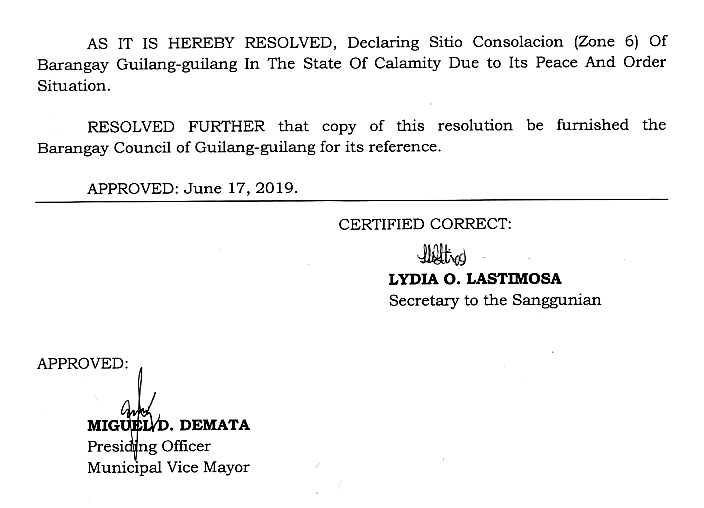 AS IT IS HEREBY RESOLVED, Declaring Sitio Consolacion (Zone 6) Of
Barangay Guilang-guilang In The State Of Calamity Due to Its Peace And Order
Situation.
RESOLVED FURTHER that copy of this resolution be furnished the
Barangay Council of Guilang-guilang for its reference.
APPROVED: June 17, 2019.
CERTIFIED CORRECT:
LYDIA O. LASTIMOSA
Secretary to the Sanggunian
APPROVED:
MIGUEL D. DEMATA
Presiding Officer
Municipal Vice Mayor